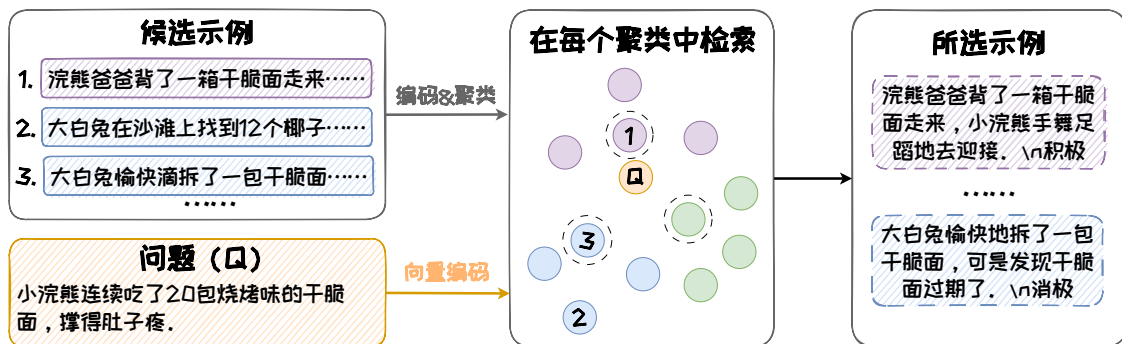 候选示例
1. 浣熊爸爸背了一箱干脆面走来……
2. 大白兔在沙滩上找到12个椰子……
3. 大白兔愉快滴拆了一包干脆面……
……
问题（Q）
小浣熊连续吃了20包烧烤味的干脆
面，撑得肚子疼.
编码&聚类
向量编码
在每个聚类中检索
1
Q
3
2
所选示例
浣熊爸爸背了一箱干脆
面走来，小浣熊手舞足
蹈地去迎接. \n积极
……
大白兔愉快地拆了一包
干脆面，可是发现干脆
面过期了. \n消极